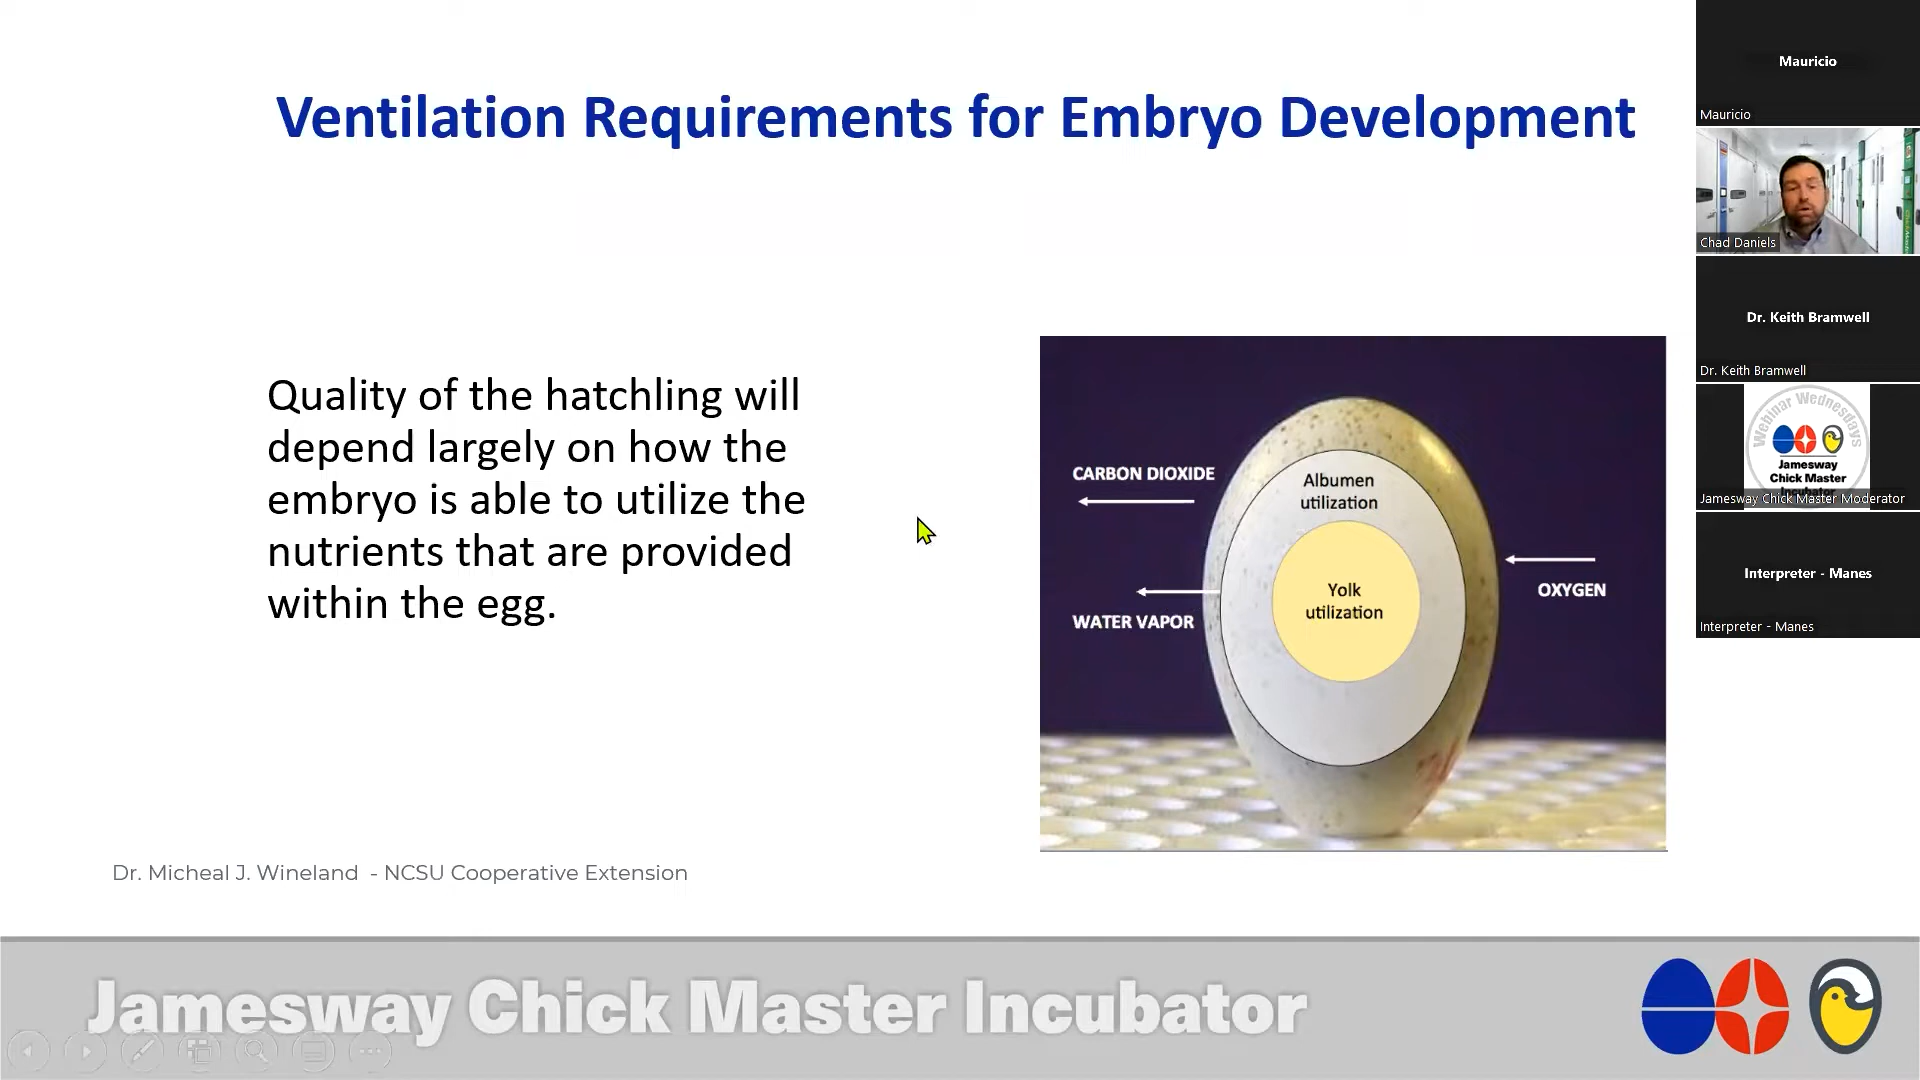 Ventilation Requirements for Embryo Development
Quality of the hatchling will
depend largely on how the
embryo is able to utilize the
nutrients that are provided
within the egg.
CARBON DIOXIDE
WATER VAPOR
Albumen
utilization
Yolk
utilization
OXYGEN
Dr. Micheal J. Wineland - NCSU Cooperative Extension
Jamesway Chick Master Incubator
Mauricio
Mauricio
Chad Daniels
Dr. Keith Bramwell
Dr. Keith Bramwell
Webinar Wednesdays
Jamesway
Chick Master
Incubator
Jamesway Chick Master Moderator
Interpreter - Manes
Interpreter - Manes